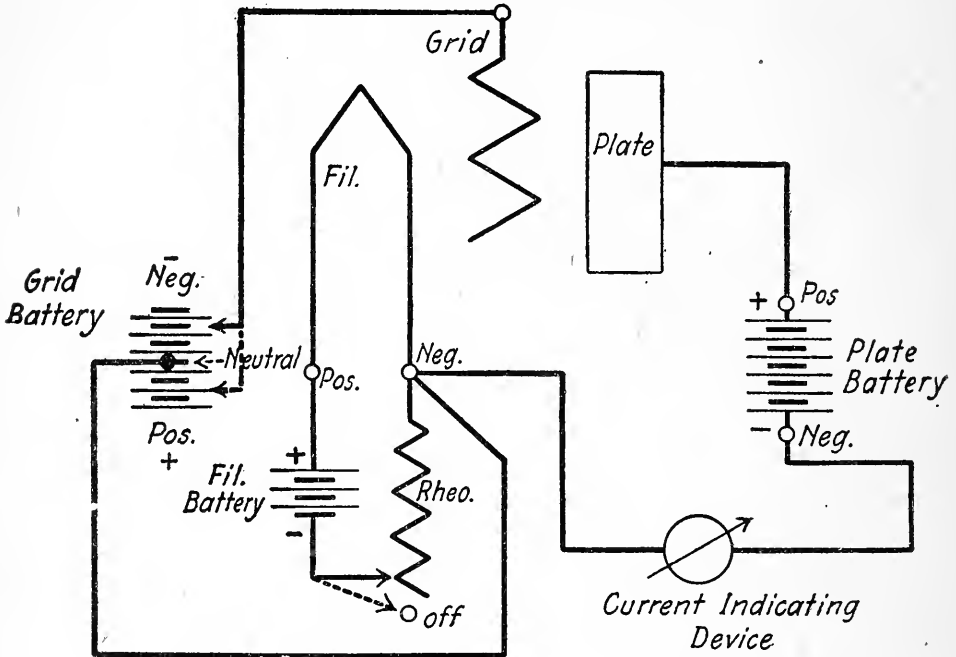 Grid
Plate
Fil.
Grid
Battery
- Neg.
Neutral
Pos.
+
Pos.
Neg.
+ Pos
Plate
Battery
- Neg.
+
Fil.
Battery
-
Rheo.
off
Current Indicating
Device